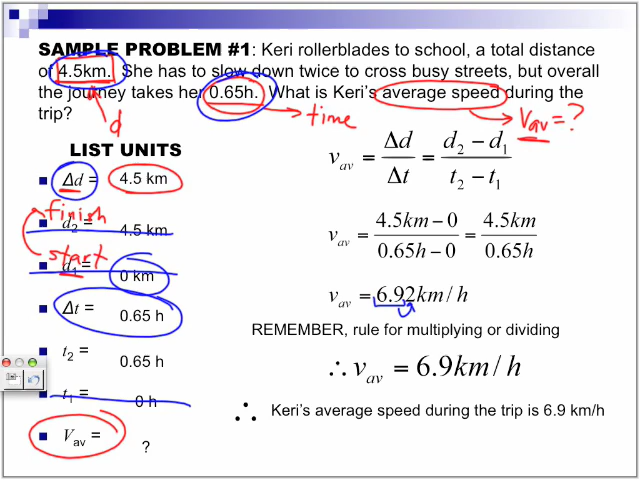 SAMPLE PROBLEM #1: Keri rollerblades to school, a total distance
of 4.5km. She has to slow down twice to cross busy streets, but overall
the journey takes her 0.65h. What is Keri's average speed during the
trip?
d
time
Vav = ?
LIST UNITS
Δd = 4.5 km
finish
d₂ = 4.5 km
start
d₁ = 0 km
Δt = 0.65 h
t₂ = 0.65 h
t₁ = 0 h
Vav = ?
vav = Δd/Δt = (d₂ − d₁)/(t₂ − t₁)
vav = (4.5km − 0)/(0.65h − 0) = 4.5km/0.65h
vav = 6.92km/h
REMEMBER, rule for multiplying or dividing
∴ vav = 6.9km/h
∴ Keri's average speed during the trip is 6.9 km/h